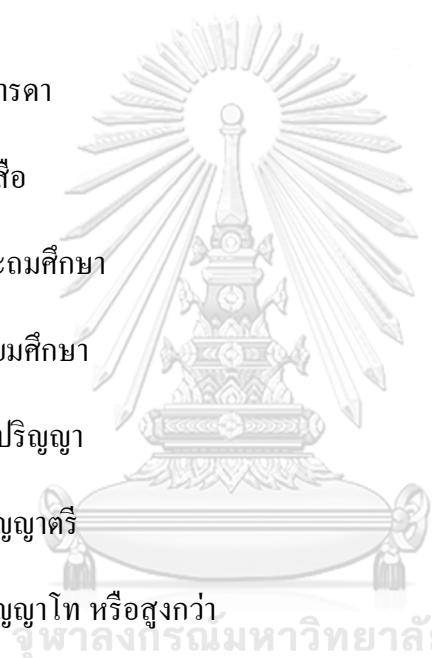 ารดา
สือ
ะถมศึกษา
ยมศึกษา
ปริญญา
ญญาตรี
ญญาโท หรือสูงกว่า
จุฬาลงกรณ์มหาวิทยาลัย